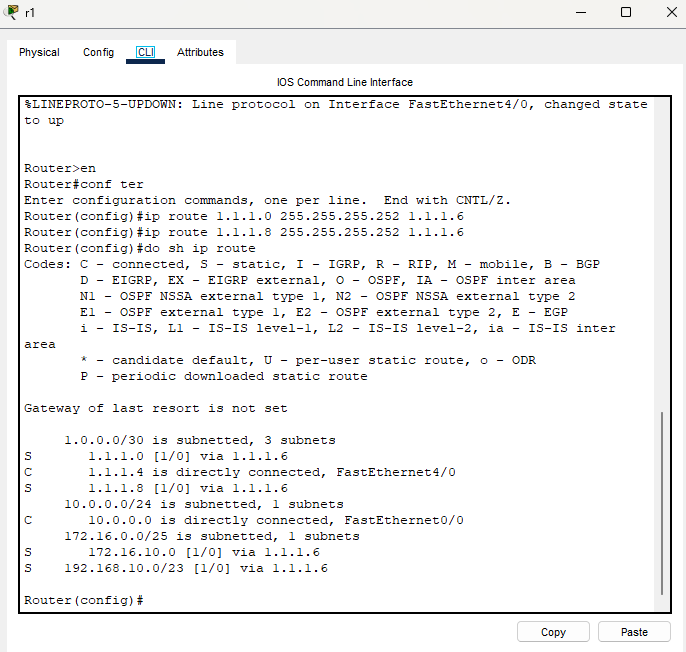 r1
Physical Config CLI Attributes
IOS Command Line Interface
%LINEPROTO-5-UPDOWN: Line protocol on Interface FastEthernet4/0, changed state
to up
Router>en
Router#conf ter
Enter configuration commands, one per line.  End with CNTL/Z.
Router(config)#ip route 1.1.1.0 255.255.255.252 1.1.1.6
Router(config)#ip route 1.1.1.8 255.255.255.252 1.1.1.6
Router(config)#do sh ip route
Codes: C - connected, S - static, I - IGRP, R - RIP, M - mobile, B - BGP
       D - EIGRP, EX - EIGRP external, O - OSPF, IA - OSPF inter area
       N1 - OSPF NSSA external type 1, N2 - OSPF NSSA external type 2
       E1 - OSPF external type 1, E2 - OSPF external type 2, E - EGP
       i - IS-IS, L1 - IS-IS level-1, L2 - IS-IS level-2, ia - IS-IS inter
area
       * - candidate default, U - per-user static route, o - ODR
       P - periodic downloaded static route
Gateway of last resort is not set
     1.0.0.0/30 is subnetted, 3 subnets
S       1.1.1.0 [1/0] via 1.1.1.6
C       1.1.1.4 is directly connected, FastEthernet4/0
S       1.1.1.8 [1/0] via 1.1.1.6
     10.0.0.0/24 is subnetted, 1 subnets
C       10.0.0.0 is directly connected, FastEthernet0/0
     172.16.0.0/25 is subnetted, 1 subnets
S       172.16.10.0 [1/0] via 1.1.1.6
S    192.168.10.0/23 [1/0] via 1.1.1.6
Router(config)#
Copy Paste